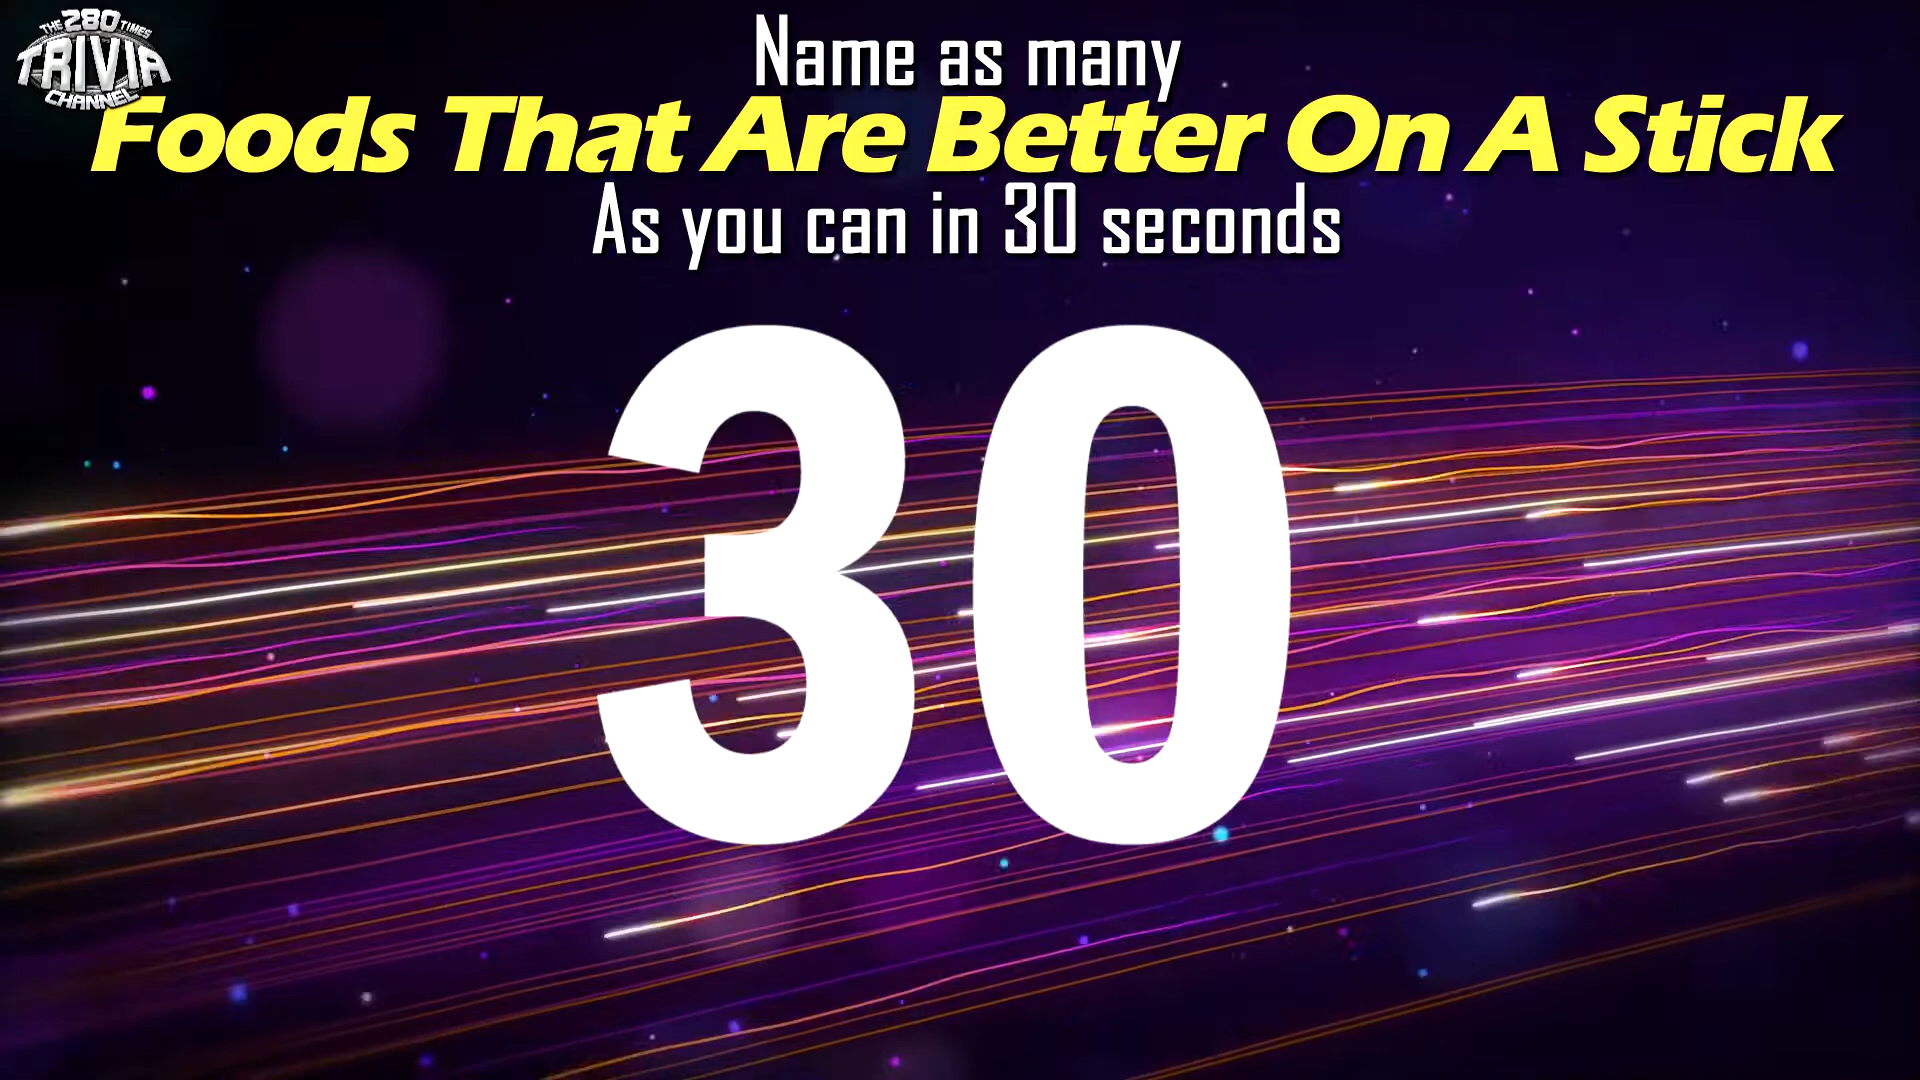 THE 280 TIMES
TRIVIA
CHANNEL
Name as many
Foods That Are Better On A Stick
As you can in 30 seconds
30